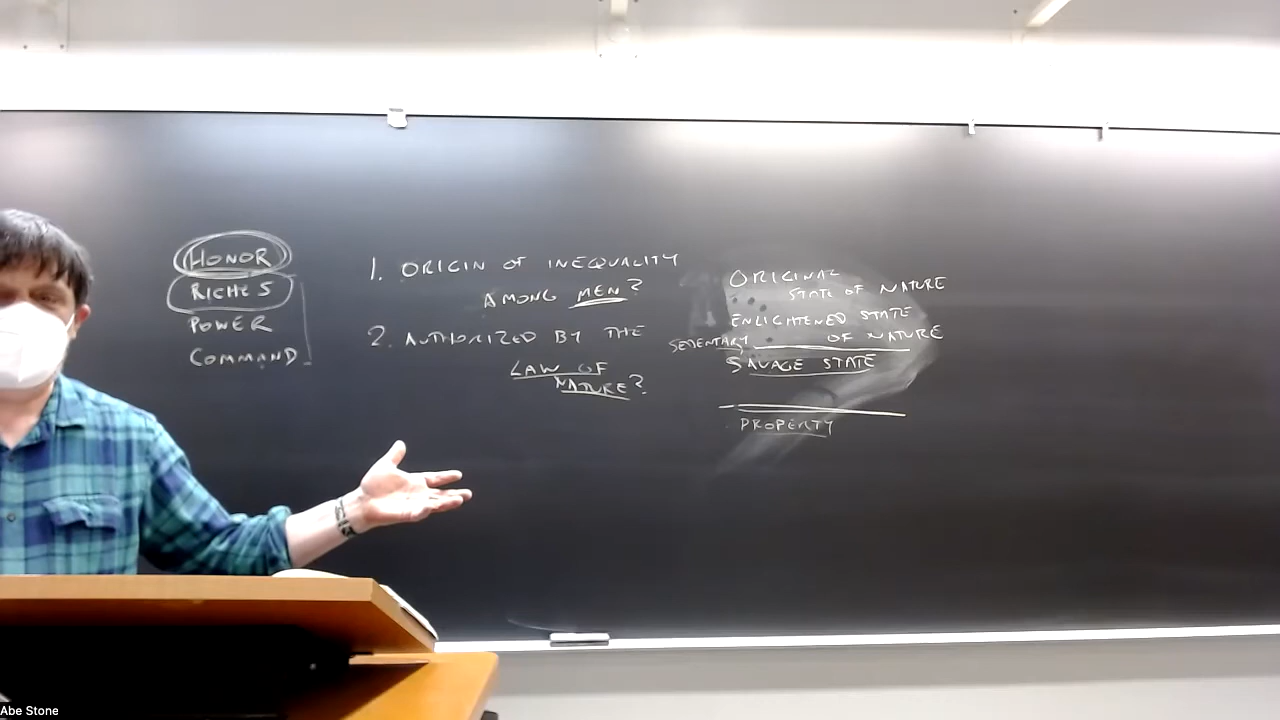 HONOR
RICHES
POWER
COMMAND
1. ORIGIN OF INEQUALITY
AMONG MEN?
2. AUTHORIZED BY THE
LAW OF
NATURE?
ORIGINAL
STATE OF NATURE
ENLIGHTENED STATE
OF NATURE
SEDENTARY
SAVAGE STATE
PROPERTY
Abe Stone